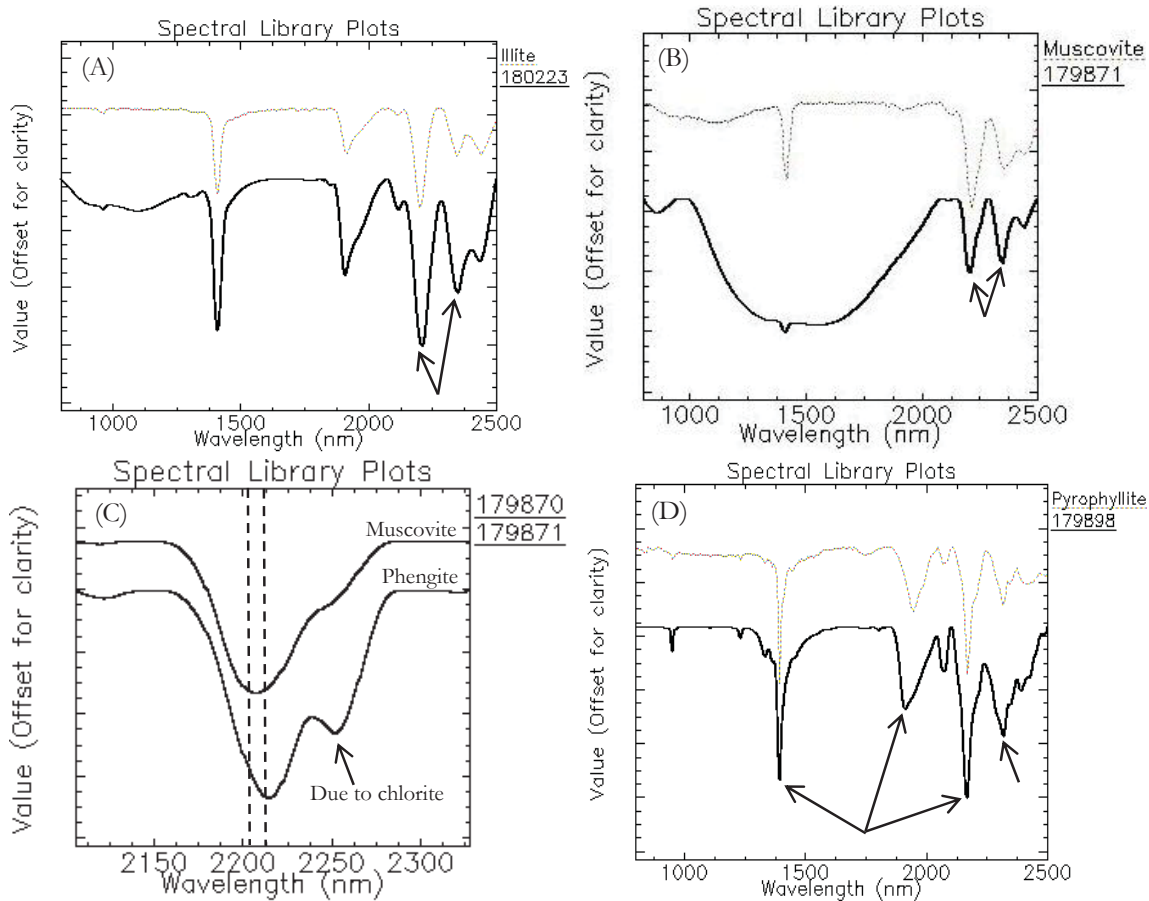 Spectral Library Plots
(A)
Illite
180223
Value (Offset for clarity)
1000 1500 2000 2500
Wavelength (nm)
Spectral Library Plots
(B)
Muscovite
179871
Value (Offset for clarity)
1000 1500 2000 2500
Wavelength (nm)
Spectral Library Plots
(C)
179870
179871
Muscovite
Phengite
Due to chlorite
Value (Offset for clarity)
2150 2200 2250 2300
Wavelength (nm)
Spectral Library Plots
(D)
Pyrophyllite
179898
Value (Offset for clarity)
1000 1500 2000 2500
Wavelength (nm)